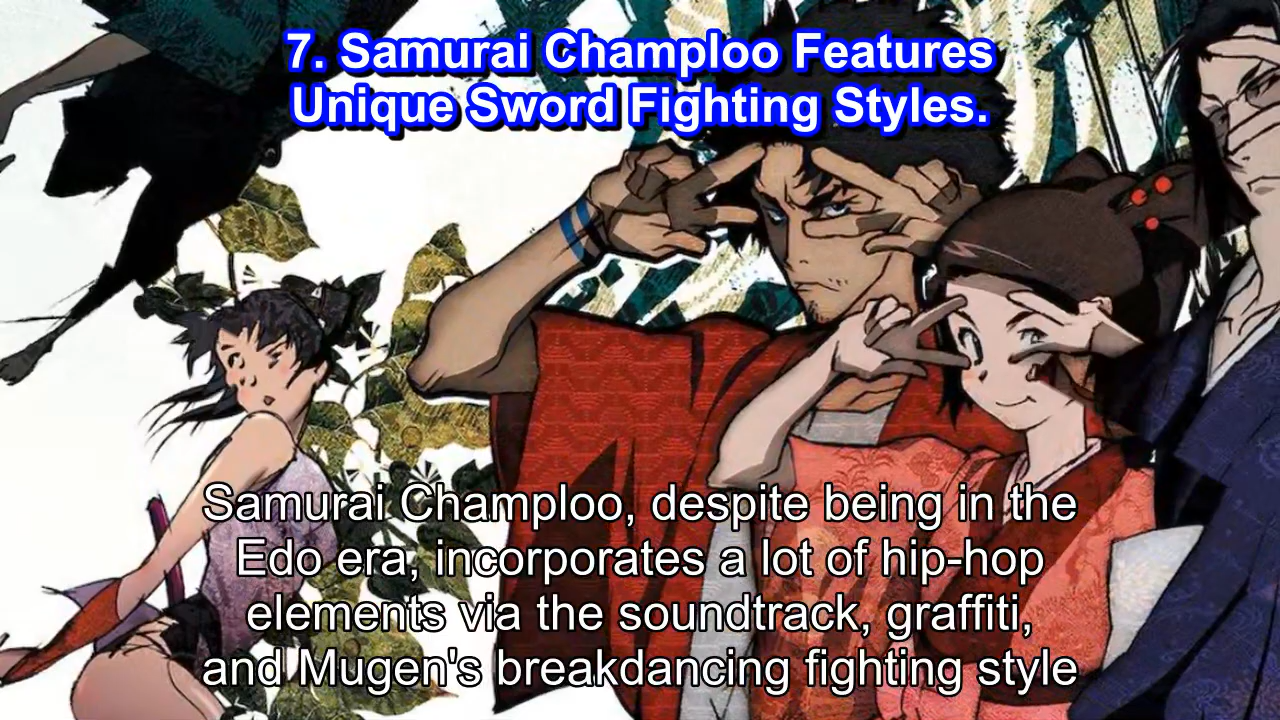 7. Samurai Champloo Features
Unique Sword Fighting Styles.
Samurai Champloo, despite being in the
Edo era, incorporates a lot of hip-hop
elements via the soundtrack, graffiti,
and Mugen's breakdancing fighting style